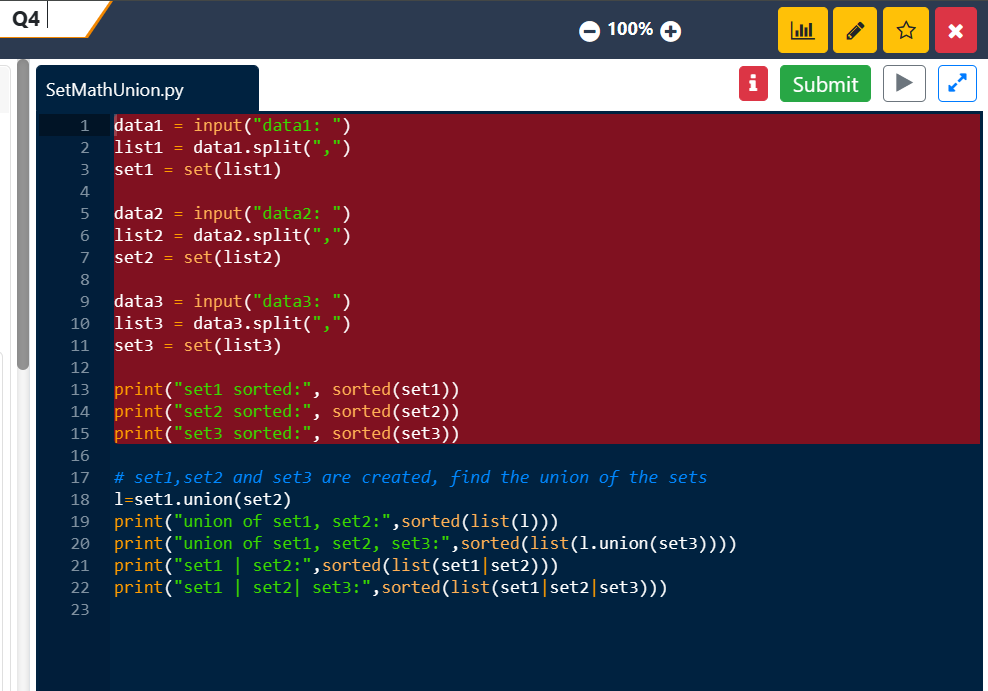 Q4
100%
SetMathUnion.py
i Submit
1 data1 = input("data1: ")
2 list1 = data1.split(",")
3 set1 = set(list1)
4
5 data2 = input("data2: ")
6 list2 = data2.split(",")
7 set2 = set(list2)
8
9 data3 = input("data3: ")
10 list3 = data3.split(",")
11 set3 = set(list3)
12
13 print("set1 sorted:", sorted(set1))
14 print("set2 sorted:", sorted(set2))
15 print("set3 sorted:", sorted(set3))
16
17 # set1,set2 and set3 are created, find the union of the sets
18 l=set1.union(set2)
19 print("union of set1, set2:",sorted(list(l)))
20 print("union of set1, set2, set3:",sorted(list(l.union(set3))))
21 print("set1 | set2:",sorted(list(set1|set2)))
22 print("set1 | set2| set3:",sorted(list(set1|set2|set3)))
23